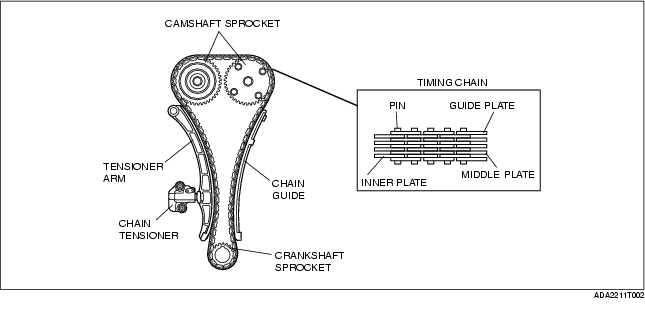 CAMSHAFT SPROCKET
TIMING CHAIN
PIN
GUIDE PLATE
INNER PLATE
MIDDLE PLATE
TENSIONER
ARM
CHAIN
GUIDE
CHAIN
TENSIONER
CRANKSHAFT
SPROCKET
ADA2211T002